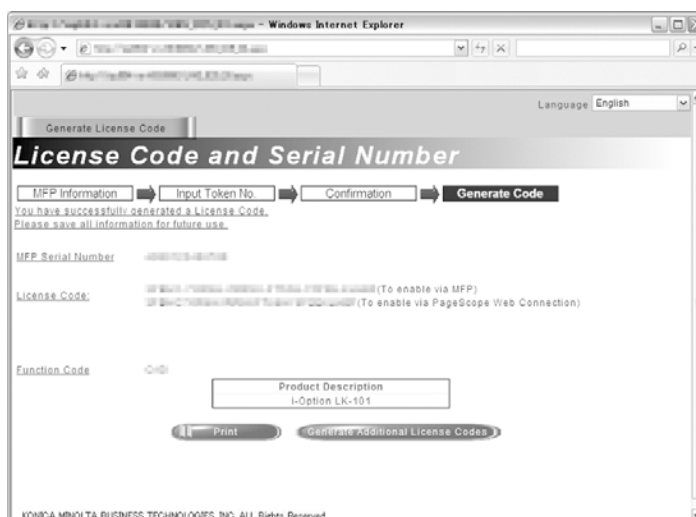 - Windows Internet Explorer
Language English
Generate License Code
License Code and Serial Number
MFP Information Input Token No. Confirmation Generate Code
You have successfully generated a License Code.
Please save all information for future use.
MFP Serial Number
License Code: (To enable via MFP)
(To enable via PageScope Web Connection)
Function Code
Product Description
i-Option LK-101
Print Generate Additional License Codes
KONICA MINOLTA BUSINESS TECHNOLOGIES, INC. ALL Rights Reserved.